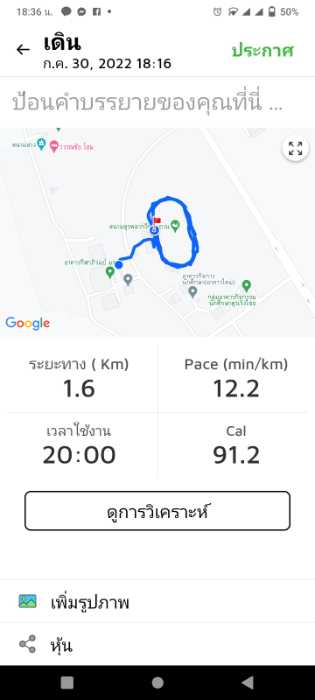 18:36 น.
50%
เดิน
ก.ค. 30, 2022 18:16
ประกาศ
ป้อนคำบรรยายของคุณที่นี่ ...
Google
ระยะทาง ( Km)
Pace (min/km)
1.6
12.2
เวลาใช้งาน
Cal
20:00
91.2
ดูการวิเคราะห์
เพิ่มรูปภาพ
หุ้น